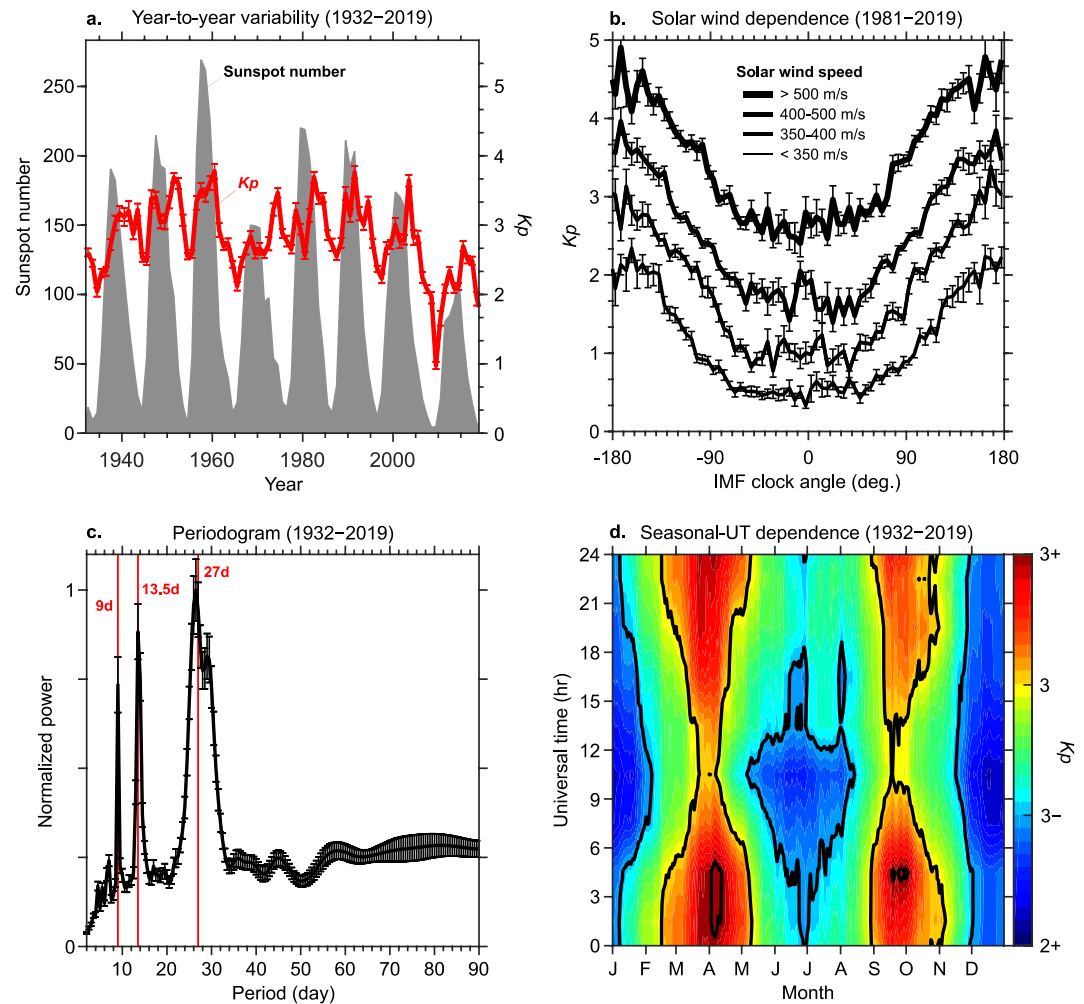 a. Year-to-year variability (1932−2019)
Sunspot number
Kp
250
200
150
100
50
0
5
4
3
2
1
0
Sunspot number
Kp
1940 1960 1980 2000
Year
b. Solar wind dependence (1981−2019)
Solar wind speed
> 500 m/s
400-500 m/s
350-400 m/s
< 350 m/s
5
4
3
2
1
0
Kp
-180 -90 0 90 180
IMF clock angle (deg.)
c. Periodogram (1932−2019)
9d
13.5d
27d
1
0
Normalized power
10 20 30 40 50 60 70 80 90
Period (day)
d. Seasonal-UT dependence (1932−2019)
24
21
18
15
12
9
6
3
0
Universal time (hr)
J F M A M J J A S O N D
Month
3+
3
3−
2+
Kp